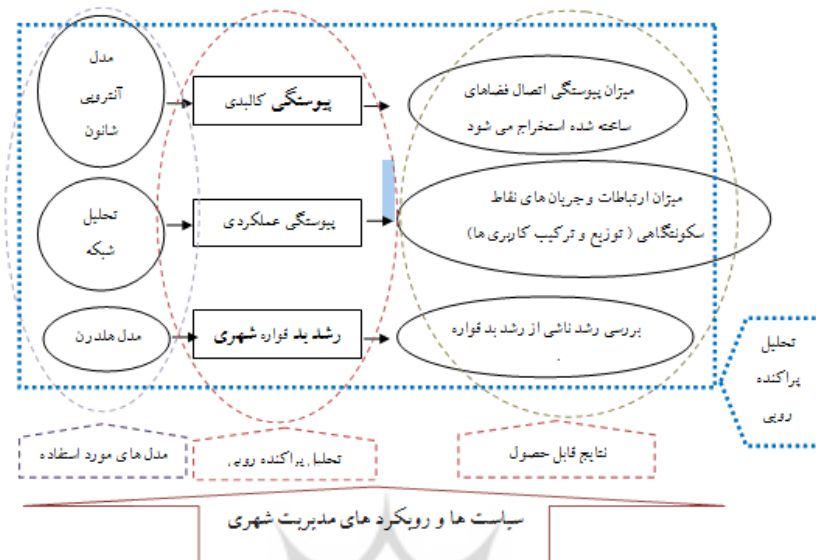 مدل
آنتروپی
شانون
پیوستگی کالبدی
میزان پیوستگی اتصال فضاهای
ساخته شده استخراج می شود
تحلیل
شبکه
پیوستگی عملکردی
میزان ارتباطات و جریان های نقاط
سکونتگاهی ( توزیع و ترکیب کاربری ها)
مدل هلدرن
رشد بد قواره شهری
بررسی رشد ناشی از رشد بد قواره
.
تحلیل
پراکنده
رویی
مدل های مورد استفاده
تحلیل پراکنده رویی
نتایج قابل حصول
سیاست ها و رویکرد های مدیریت شهری